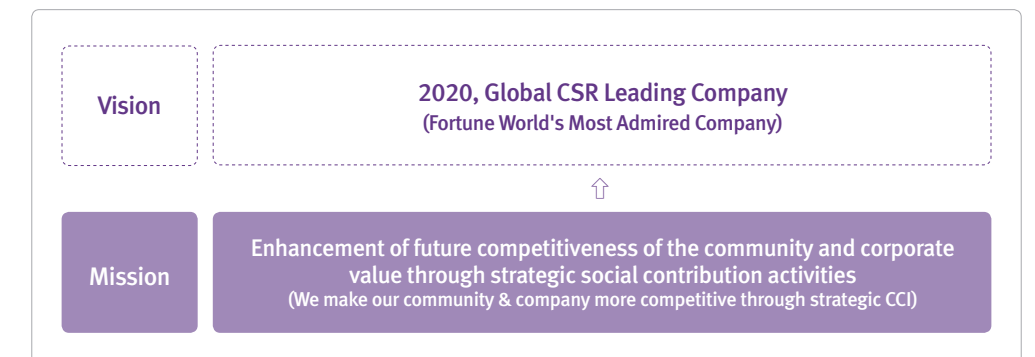 Vision
2020, Global CSR Leading Company
(Fortune World's Most Admired Company)
Mission
Enhancement of future competitiveness of the community and corporate
value through strategic social contribution activities
(We make our community & company more competitive through strategic CCI)